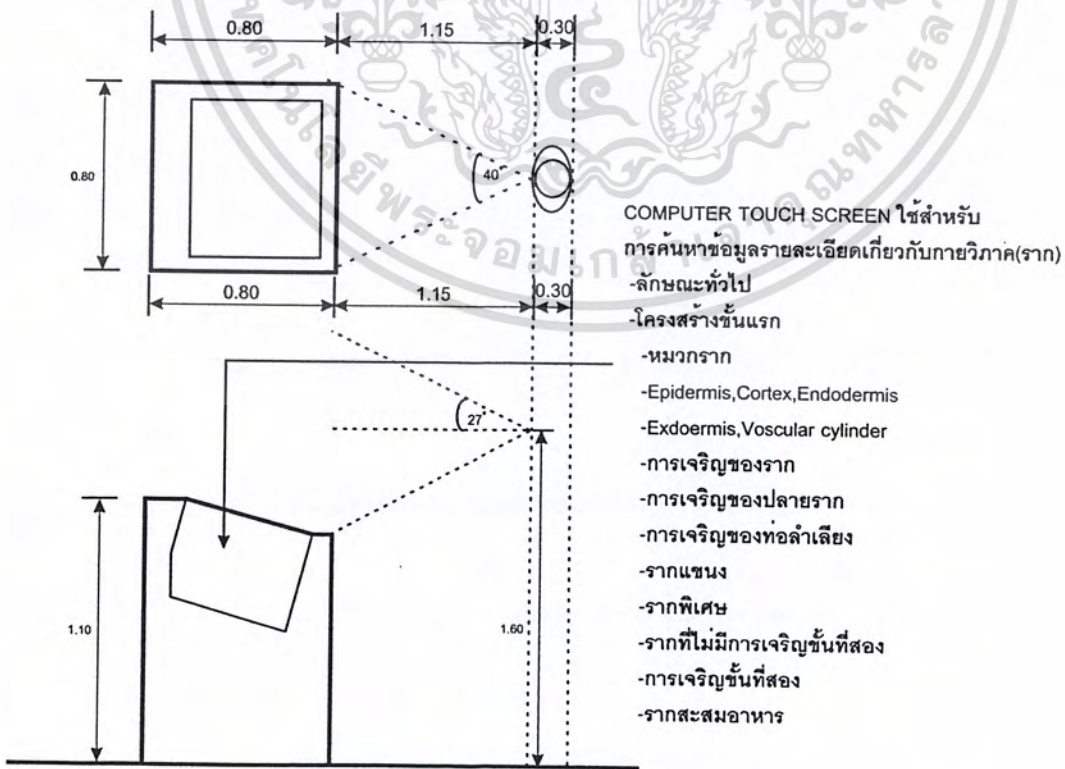 0.80 1.15 0.30
0.80
40°
0.80 1.15 0.30
COMPUTER TOUCH SCREEN ใช้สำหรับ
การค้นหาข้อมูลรายละเอียดเกี่ยวกับกายวิภาค(ราก)
-ลักษณะทั่วไป
-โครงสร้างขั้นแรก
-หมวกราก
-Epidermis,Cortex,Endodermis
-Exdoermis,Voscular cylinder
-การเจริญของราก
-การเจริญของปลายราก
-การเจริญของท่อลำเลียง
-รากแขนง
-รากพิเศษ
-รากที่ไม่มีการเจริญขั้นที่สอง
-การเจริญขั้นที่สอง
-รากสะสมอาหาร
27°
1.10
1.60